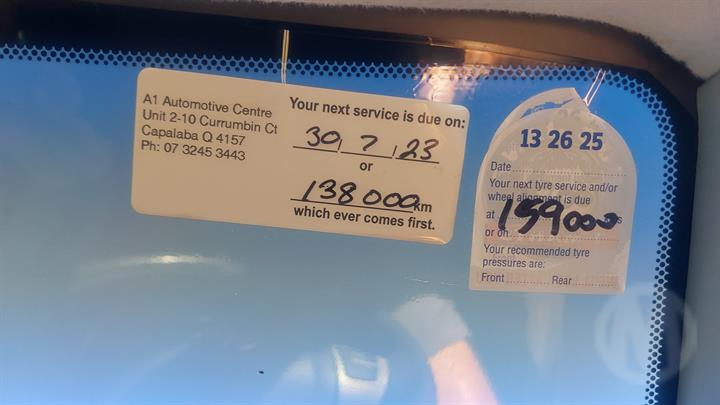 A1 Automotive Centre
Unit 2-10 Currumbin Ct
Capalaba Q 4157
Ph: 07 3245 3443
Your next service is due on:
30, 7, 23
or
138000 km
which ever comes first.
13 26 25
Date
Your next tyre service and/or
wheel alignment is due
at 159000 s
or on
Your recommended tyre
pressures are:
Front Rear